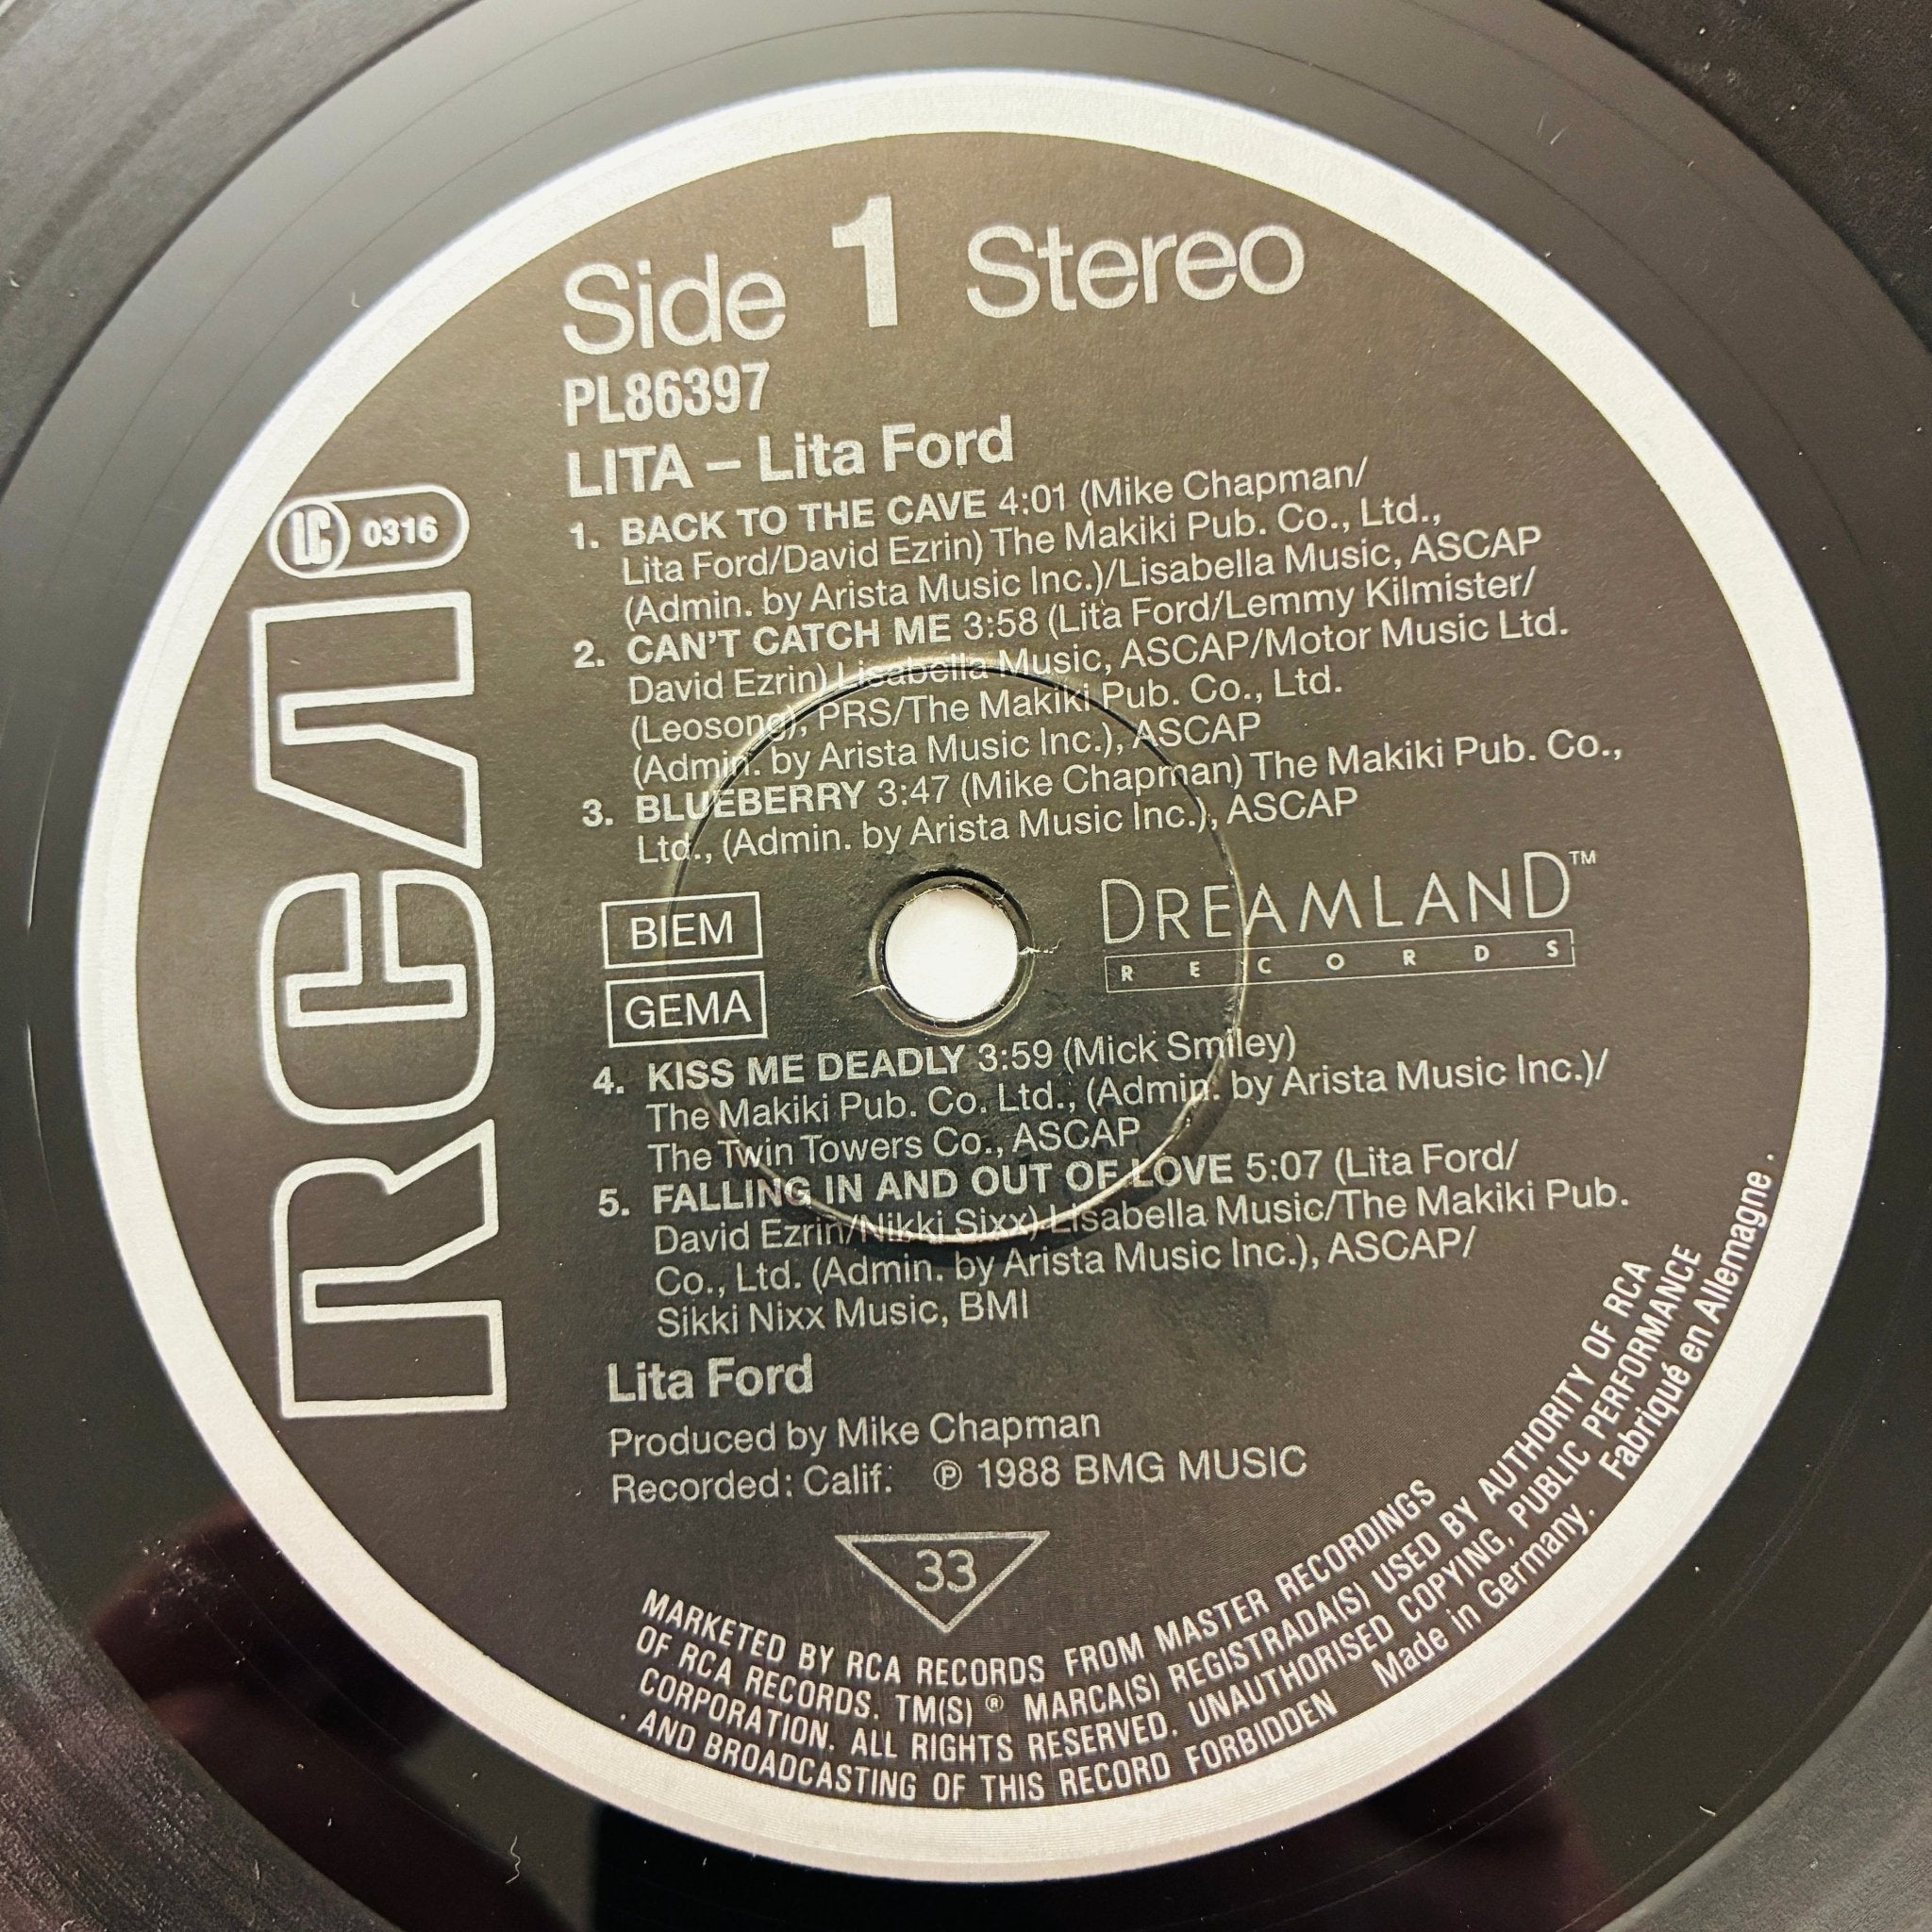 Side 1 Stereo
PL86397
LITA – Lita Ford
LC 0316
RCA
1. BACK TO THE CAVE 4:01 (Mike Chapman/
Lita Ford/David Ezrin) The Makiki Pub. Co., Ltd.,
(Admin. by Arista Music Inc.)/Lisabella Music, ASCAP
2. CAN'T CATCH ME 3:58 (Lita Ford/Lemmy Kilmister/
David Ezrin) Lisabella Music, ASCAP/Motor Music Ltd.
(Leosong), PRS/The Makiki Pub. Co., Ltd.
(Admin. by Arista Music Inc.), ASCAP
3. BLUEBERRY 3:47 (Mike Chapman) The Makiki Pub. Co.,
Ltd., (Admin. by Arista Music Inc.), ASCAP
BIEM
GEMA
DREAMLAND™
RECORDS
4. KISS ME DEADLY 3:59 (Mick Smiley)
The Makiki Pub. Co. Ltd., (Admin. by Arista Music Inc.)/
The Twin Towers Co., ASCAP
5. FALLING IN AND OUT OF LOVE 5:07 (Lita Ford/
David Ezrin/Nikki Sixx) Lisabella Music/The Makiki Pub.
Co., Ltd. (Admin. by Arista Music Inc.), ASCAP/
Sikki Nixx Music, BMI
Lita Ford
Produced by Mike Chapman
Recorded: Calif. ℗ 1988 BMG MUSIC
33
MARKETED BY RCA RECORDS FROM MASTER RECORDINGS
OF RCA RECORDS. TM(S) ® MARCA(S) REGISTRADA(S) USED BY AUTHORITY OF RCA
CORPORATION. ALL RIGHTS RESERVED. UNAUTHORISED COPYING, PUBLIC PERFORMANCE
· AND BROADCASTING OF THIS RECORD FORBIDDEN Made in Germany. Fabriqué en Allemagne ·